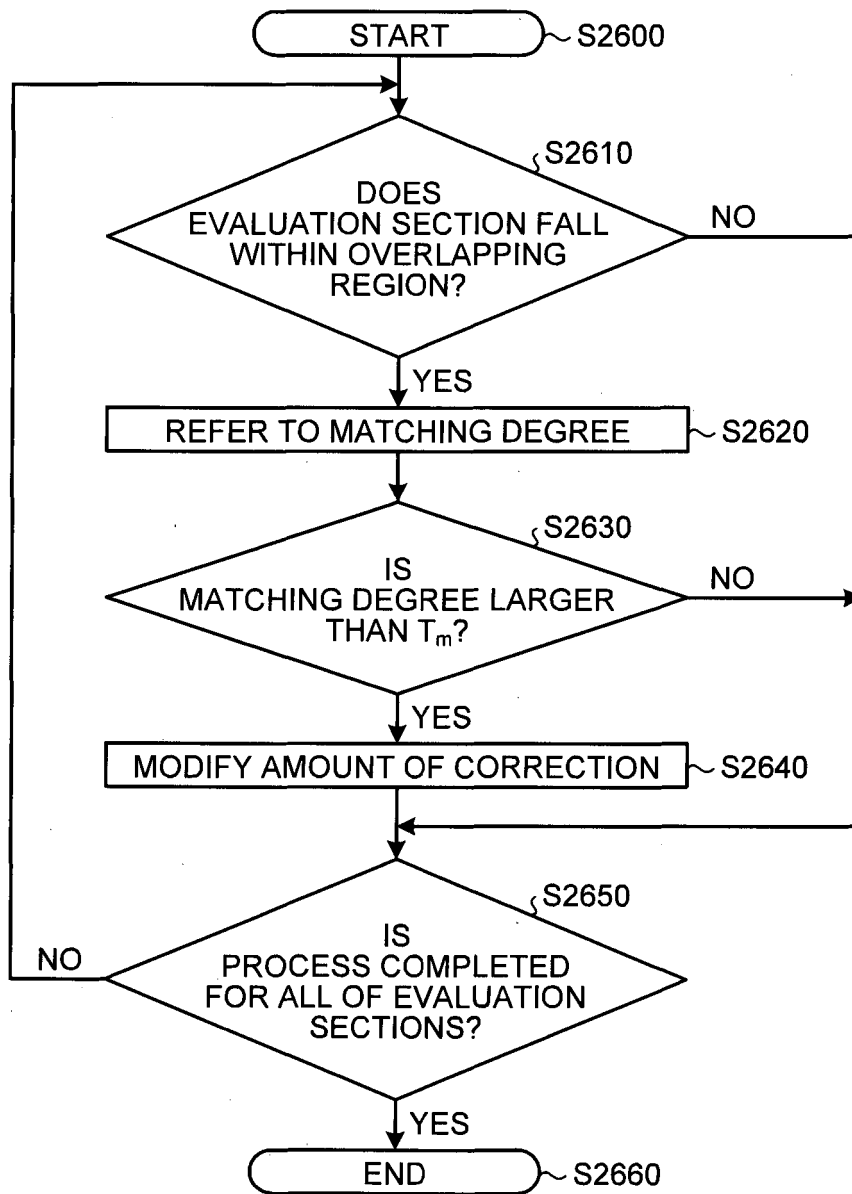 START
S2600
S2610
DOES
EVALUATION SECTION FALL
WITHIN OVERLAPPING
REGION?
NO
YES
REFER TO MATCHING DEGREE
S2620
S2630
IS
MATCHING DEGREE LARGER
THAN Tm?
NO
YES
MODIFY AMOUNT OF CORRECTION
S2640
S2650
IS
PROCESS COMPLETED
FOR ALL OF EVALUATION
SECTIONS?
NO
YES
END
S2660